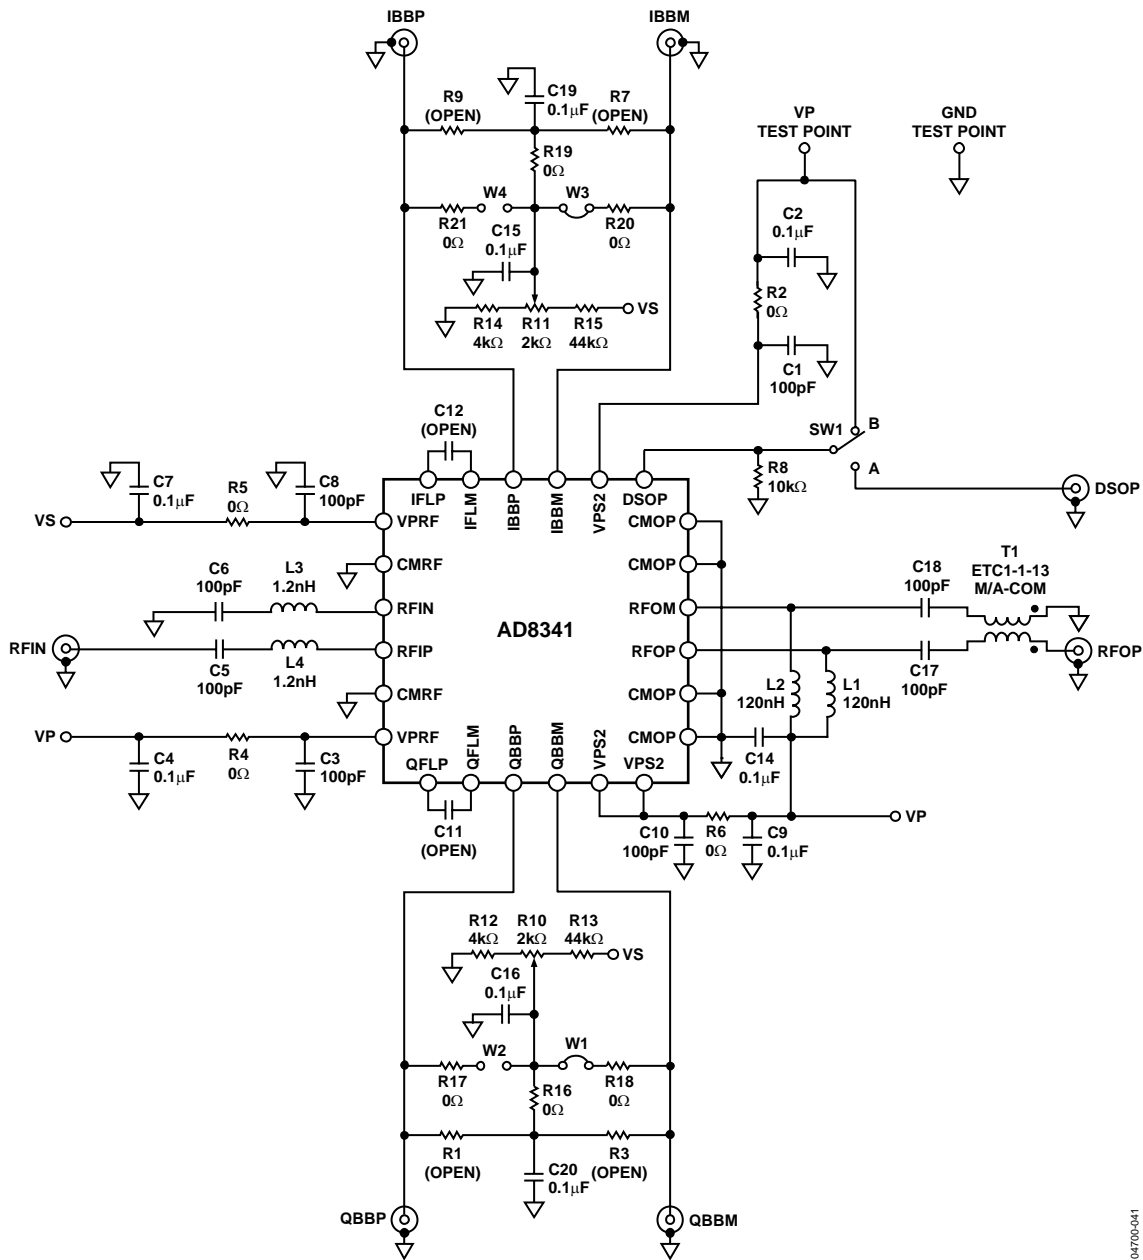 IBBP
IBBM
R9
(OPEN)
C19
0.1μF
R7
(OPEN)
VP
TEST POINT
GND
TEST POINT
R19
0Ω
W4
W3
R21
0Ω
C15
0.1μF
R20
0Ω
C2
0.1μF
R2
0Ω
VS
R14
4kΩ
R11
2kΩ
R15
44kΩ
C1
100pF
C12
(OPEN)
SW1
B
A
R8
10kΩ
DSOP
C7
0.1μF
R5
0Ω
C8
100pF
VS
IFLP
IFLM
IBBP
IBBM
VPS2
DSOP
VPRF
CMOP
CMRF
CMOP
C6
100pF
L3
1.2nH
C18
100pF
T1
ETC1-1-13
M/A-COM
RFIN
RFOM
AD8341
RFIN
RFIP
RFOP
RFOP
C5
100pF
L4
1.2nH
C17
100pF
L2
120nH
L1
120nH
CMRF
CMOP
VP
VPRF
CMOP
C4
0.1μF
R4
0Ω
C3
100pF
QFLP
QFLM
QBBP
QBBM
VPS2
VPS2
C14
0.1μF
C11
(OPEN)
C10
100pF
R6
0Ω
C9
0.1μF
VP
R12
4kΩ
R10
2kΩ
R13
44kΩ
VS
C16
0.1μF
W2
W1
R17
0Ω
R16
0Ω
R18
0Ω
R1
(OPEN)
R3
(OPEN)
C20
0.1μF
QBBP
QBBM
04700-041